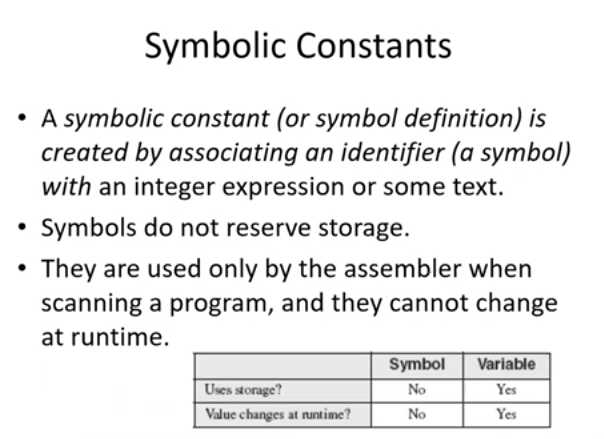 Symbolic Constants
• A symbolic constant (or symbol definition) is
created by associating an identifier (a symbol)
with an integer expression or some text.
• Symbols do not reserve storage.
• They are used only by the assembler when
scanning a program, and they cannot change
at runtime.
Symbol Variable
Uses storage? No Yes
Value changes at runtime? No Yes